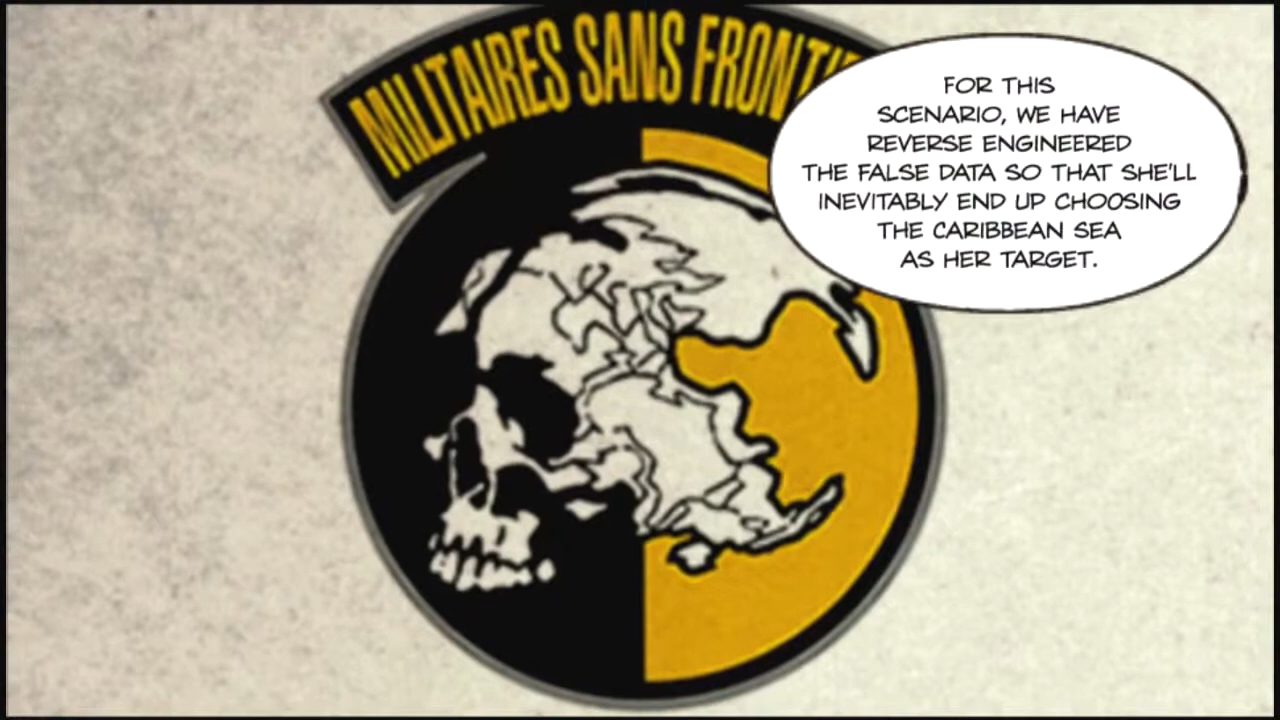 MILITAIRES SANS
FOR THIS
SCENARIO, WE HAVE
REVERSE ENGINEERED
THE FALSE DATA SO THAT SHE'LL
INEVITABLY END UP CHOOSING
THE CARIBBEAN SEA
AS HER TARGET.